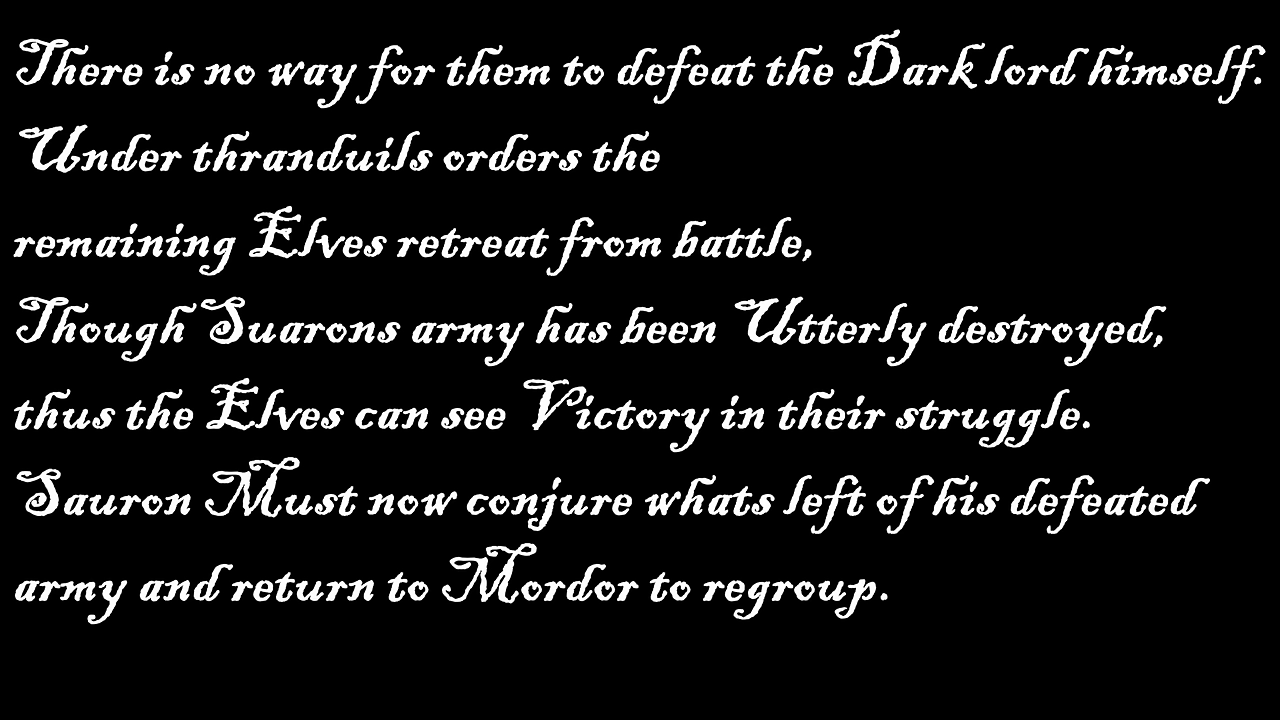 There is no way for them to defeat the Dark lord himself.
Under thranduils orders the
remaining Elves retreat from battle,
Though Suarons army has been Utterly destroyed,
thus the Elves can see Victory in their struggle.
Sauron Must now conjure whats left of his defeated
army and return to Mordor to regroup.